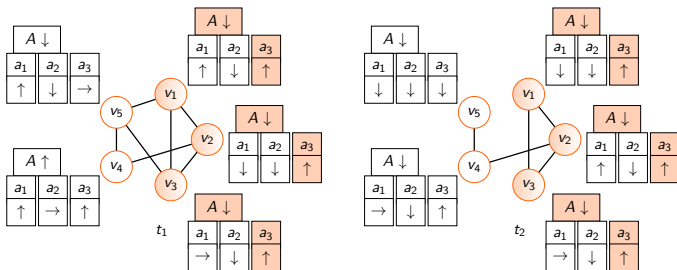 A ↓
a1 a2 a3
↑ ↓ →
A ↓
a1 a2 a3
↑ ↓ ↑
v1
v5
v2
v4
v3
A ↓
a1 a2 a3
↓ ↓ ↑
A ↑
a1 a2 a3
↑ → ↑
t1
A ↓
a1 a2 a3
→ ↓ ↑
A ↓
a1 a2 a3
↓ ↓ ↓
A ↓
a1 a2 a3
↓ ↓ ↑
v1
v5
v2
v4
v3
A ↓
a1 a2 a3
↑ ↓ ↑
A ↓
a1 a2 a3
→ ↓ ↑
t2
A ↓
a1 a2 a3
→ ↓ ↑